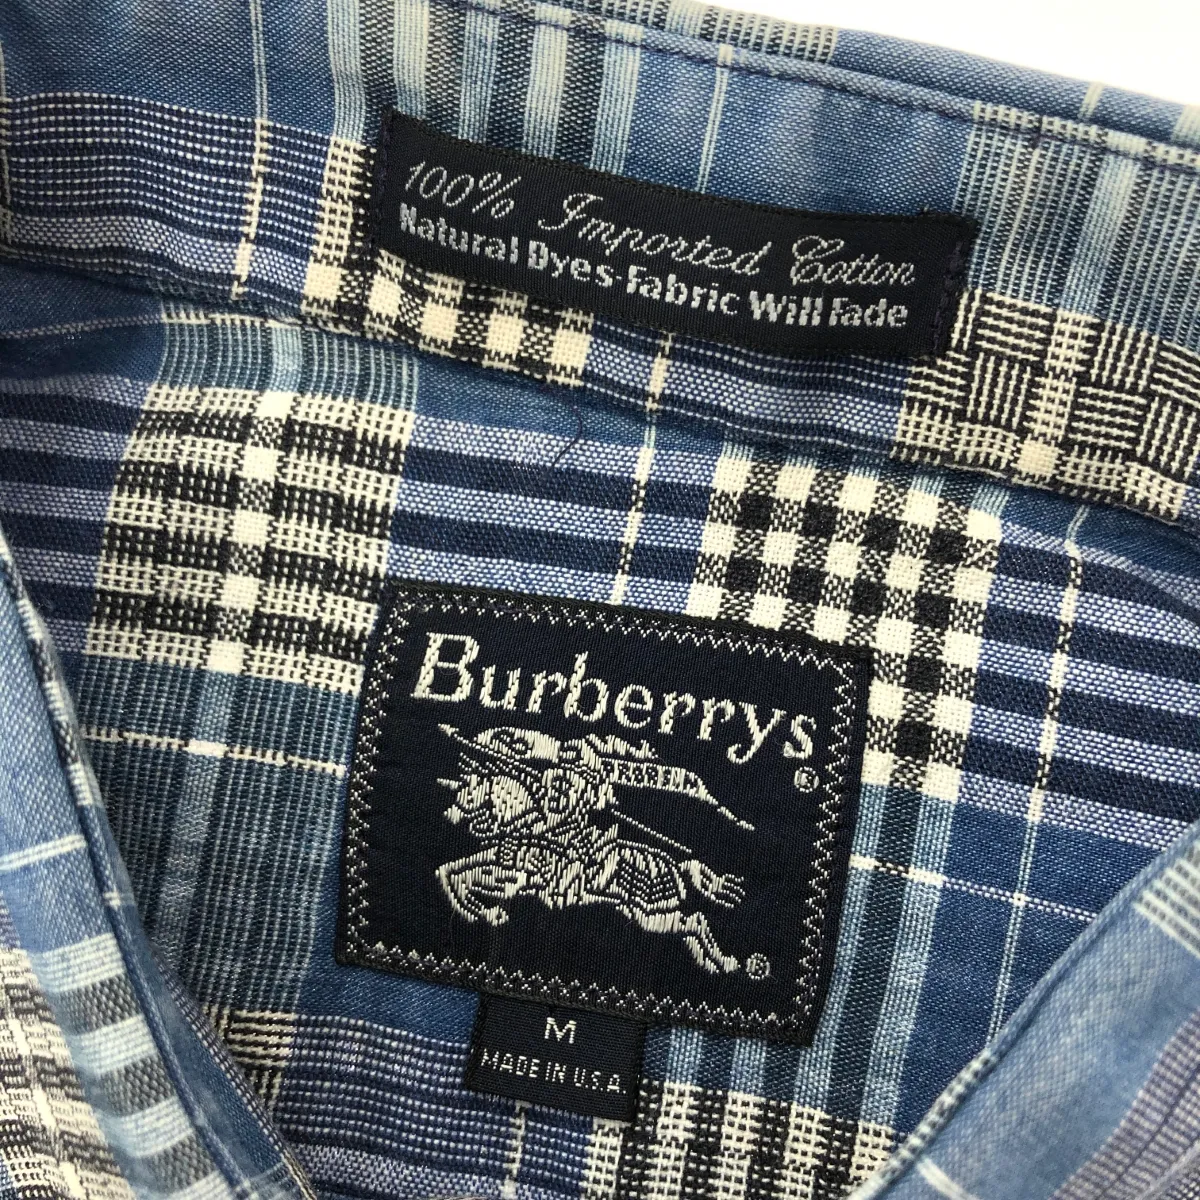 100% Imported Cotton
Natural Dyes-Fabric Will Fade
Burberrys®
®
M
MADE IN U.S.A.